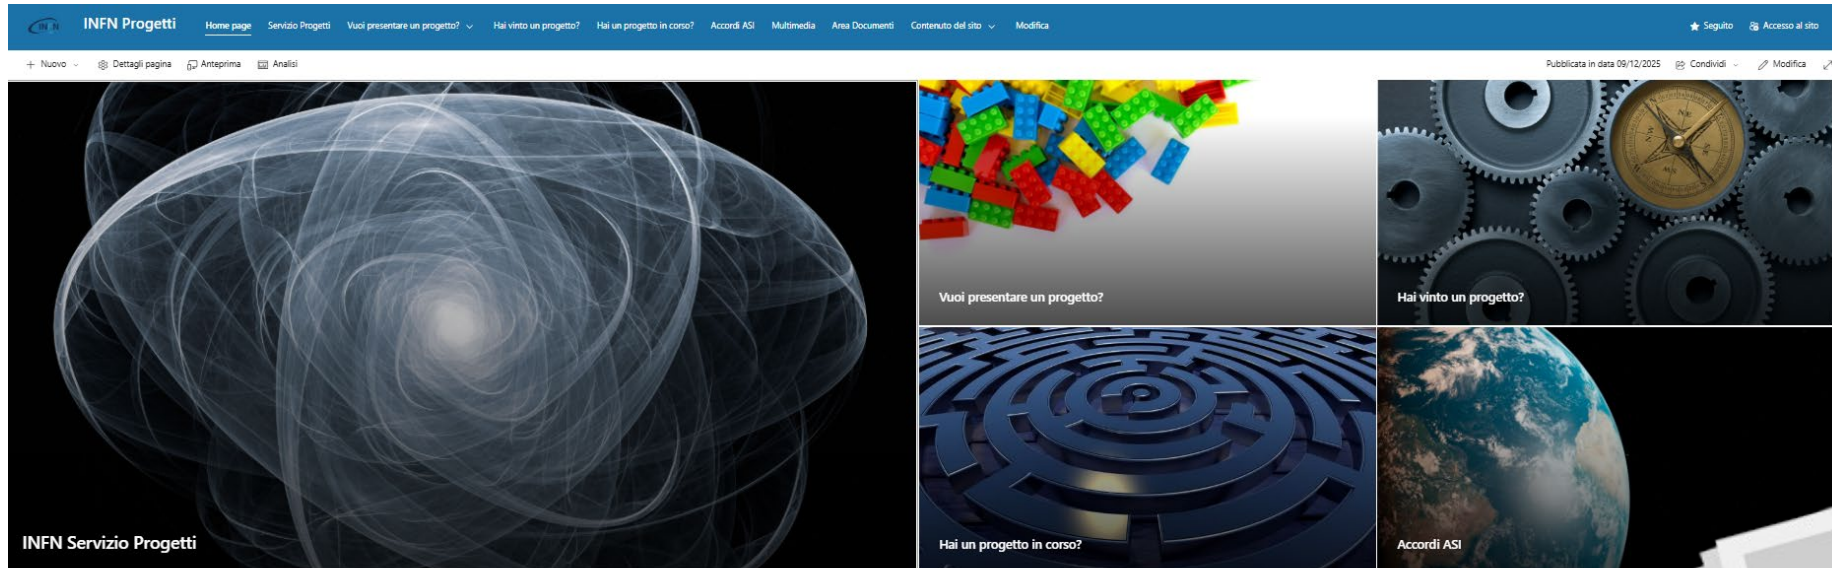 INFN
INFN Progetti
Home page
Servizio Progetti
Vuoi presentare un progetto?
Hai vinto un progetto?
Hai un progetto in corso?
Accordi ASI
Multimedia
Area Documenti
Contenuto del sito
Modifica
Seguito
Accesso al sito
Nuovo
Dettagli pagina
Anteprima
Analisi
Pubblicata in data 09/12/2025
Condividi
Modifica
INFN Servizio Progetti
Vuoi presentare un progetto?
Hai vinto un progetto?
NE
NW
Hai un progetto in corso?
Accordi ASI